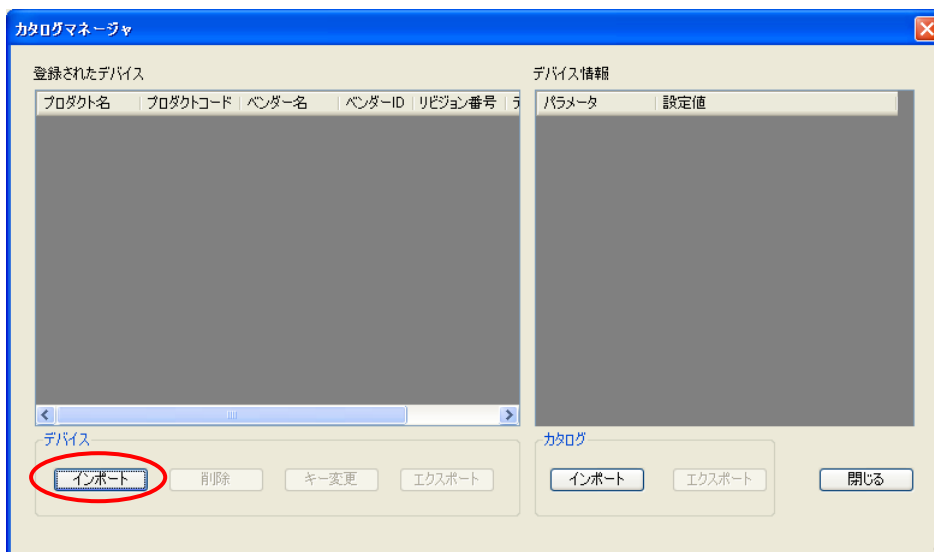 カタログマネージャ
登録されたデバイス
デバイス情報
プロダクト名 プロダクトコード ベンダー名 ベンダーID リビジョン番号 デ
パラメータ 設定値
デバイス
カタログ
インポート 削除 キー変更 エクスポート
インポート エクスポート 閉じる